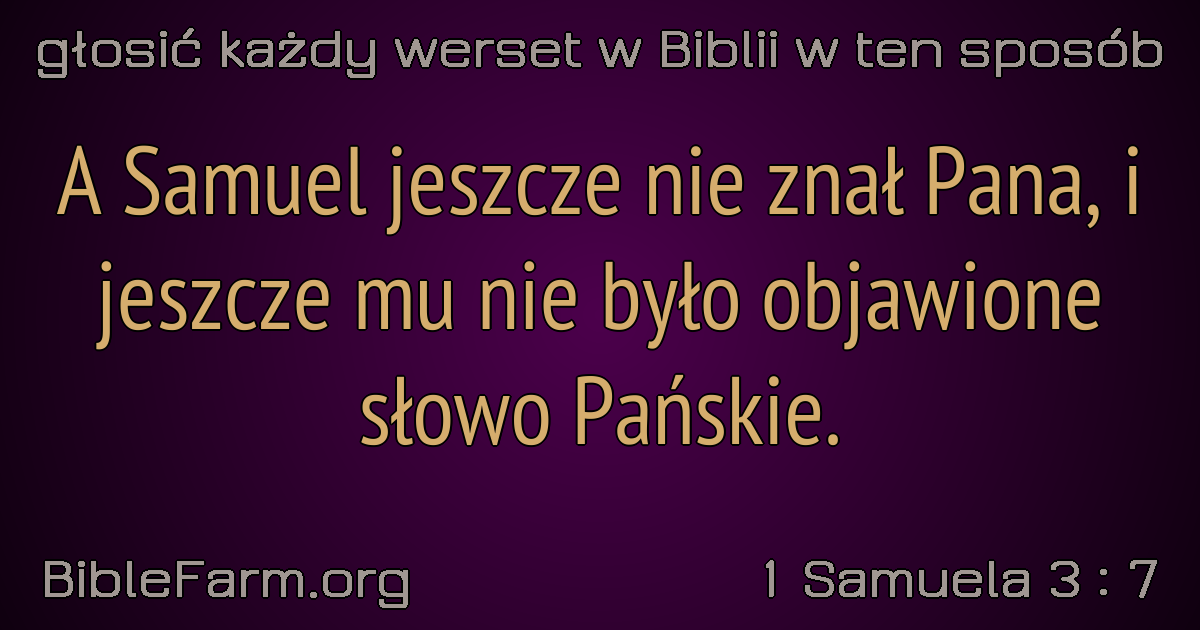 głosić każdy werset w Biblii w ten sposób
A Samuel jeszcze nie znał Pana, i
jeszcze mu nie było objawione
słowo Pańskie.
BibleFarm.org
1 Samuela 3 : 7